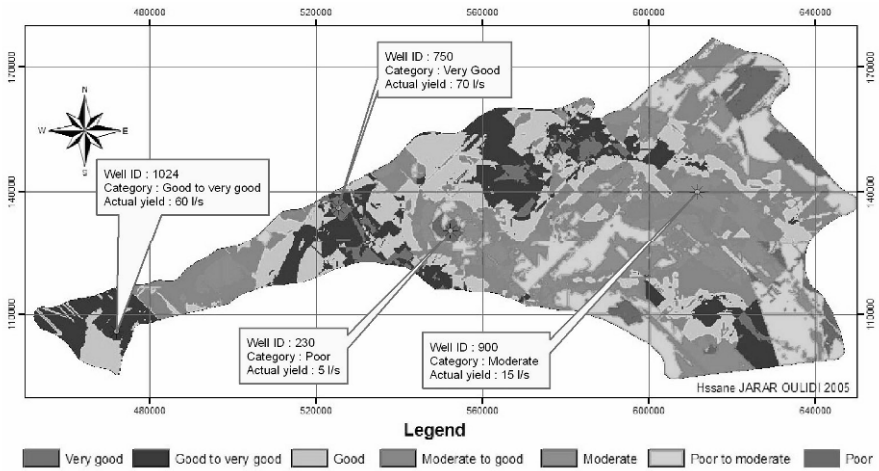 480000 520000 560000 600000 640000
170000 170000
Well ID : 750
Category : Very Good
Actual yield : 70 l/s
N
W E
S
Well ID : 1024
Category : Good to very good
Actual yield : 60 l/s
140000 140000
110000 110000
Well ID : 230
Category : Poor
Actual yield : 5 l/s
Well ID : 900
Category : Moderate
Actual yield : 15 l/s
Hssane JARAR OULIDI 2005
480000 520000 560000 600000 640000
Legend
Very good Good to very good Good Moderate to good Moderate Poor to moderate Poor